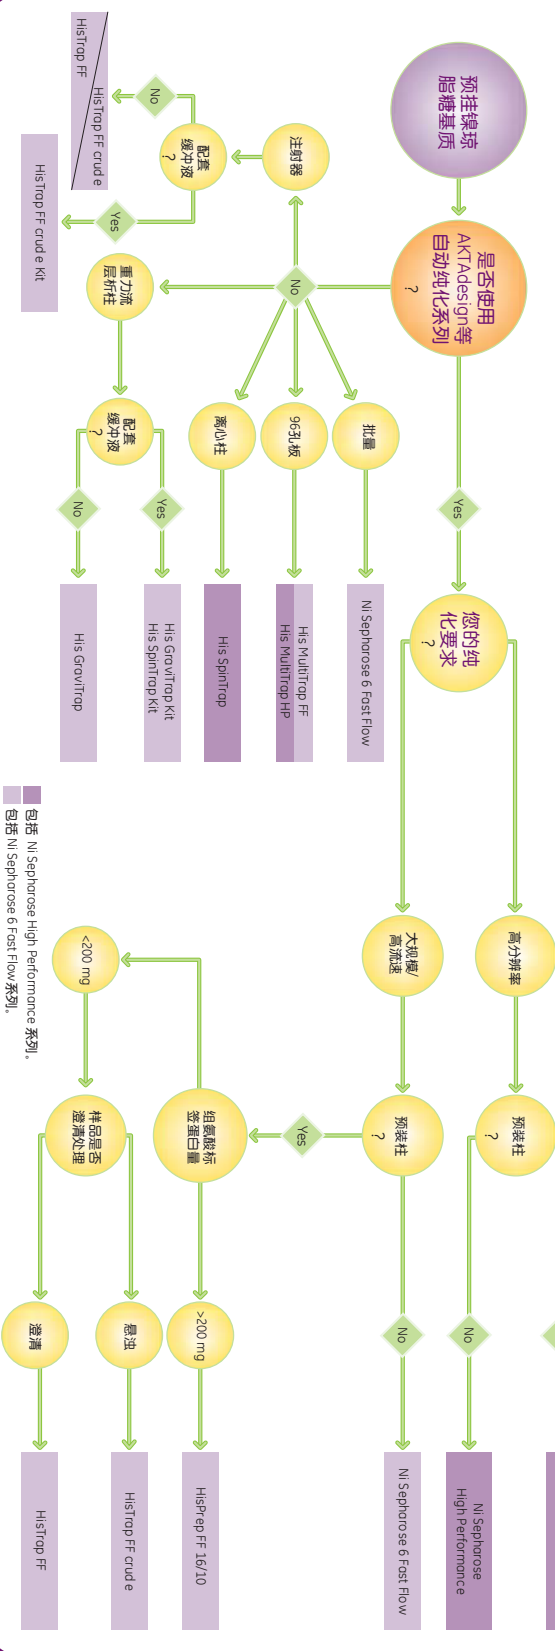 预挂镍琼
脂糖基质
是否使用
AKTAdesign等
自动纯化系列
?
Yes
No
您的纯
化要求
?
注射器
配套
缓冲液
?
No
HisTrap FF crude
HisTrap FF
Yes
HisTrap FF crude Kit
重力流
层析柱
配套
缓冲液
?
Yes
His GraviTrap Kit
His SpinTrap Kit
No
His GraviTrap
批量
Ni Sepharose 6 Fast Flow
96孔板
His MultiTrap FF
His MultiTrap HP
离心柱
His SpinTrap
高分辨率
预装柱
?
No
Ni Sepharose
High Performance
大规模/
高流速
预装柱
?
No
Ni Sepharose 6 Fast Flow
Yes
组氨酸标
签蛋白量
>200 mg
HisPrep FF 16/10
<200 mg
样品是否
澄清处理
悬浊
HisTrap FF crude
澄清
HisTrap FF
包括 Ni Sepharose High Performance 系列。
包括 Ni Sepharose 6 Fast Flow 系列。